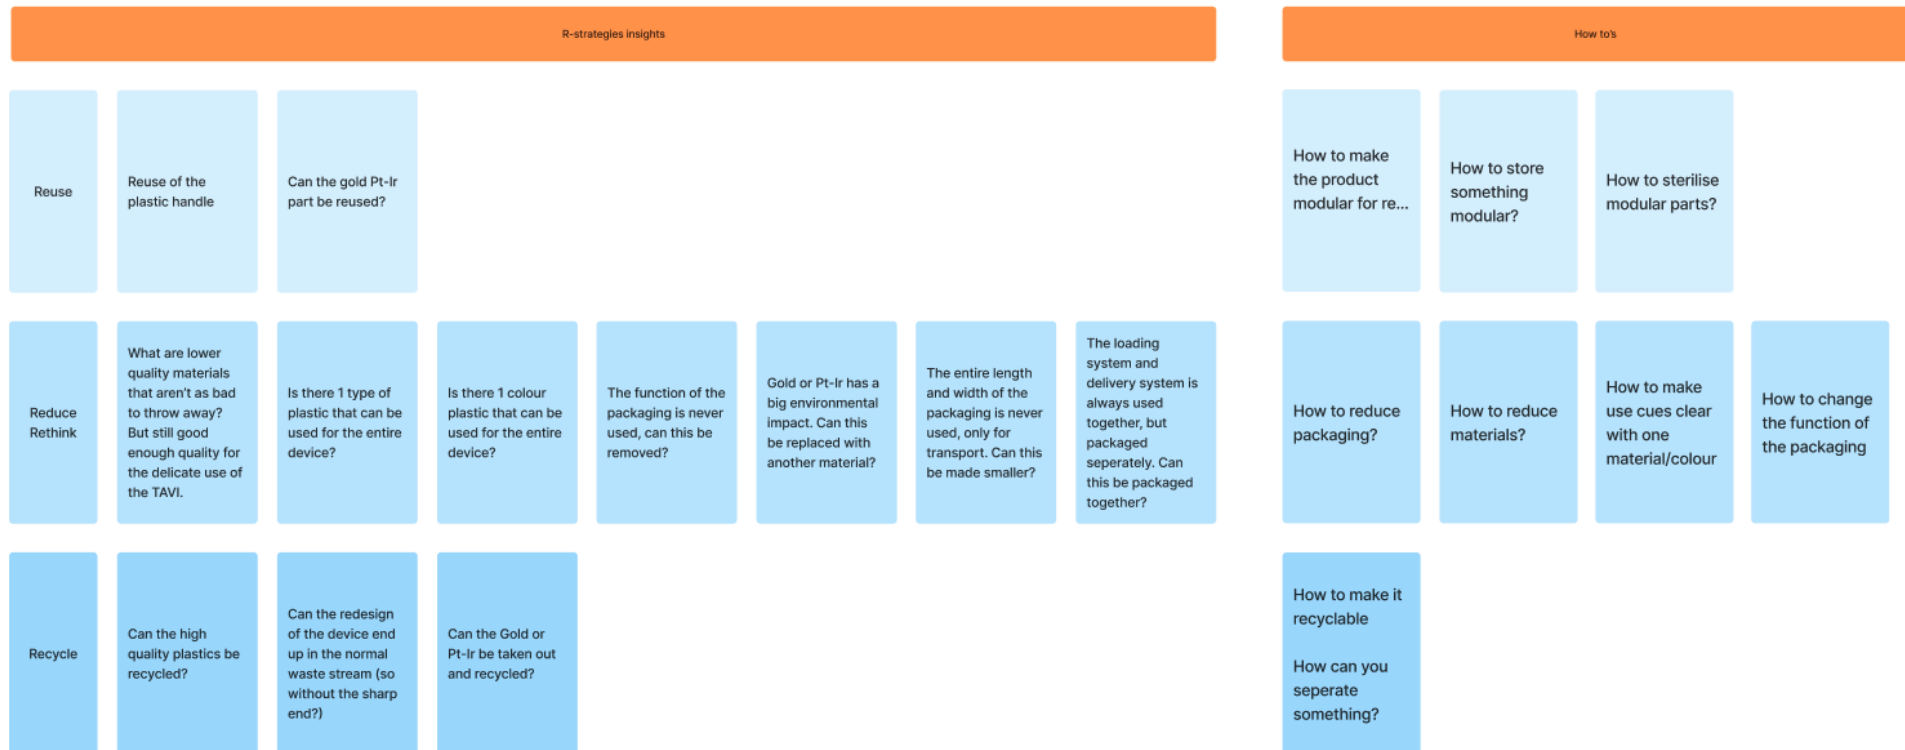 R-strategies insights
How to's
Reuse
Reuse of the
plastic handle
Can the gold Pt-Ir
part be reused?
How to make
the product
modular for re...
How to store
something
modular?
How to sterilise
modular parts?
Reduce
Rethink
What are lower
quality materials
that aren't as bad
to throw away?
But still good
enough quality for
the delicate use of
the TAVI.
Is there 1 type of
plastic that can be
used for the entire
device?
Is there 1 colour
plastic that can be
used for the entire
device?
The function of the
packaging is never
used, can this be
removed?
Gold or Pt-Ir has a
big environmental
impact. Can this
be replaced with
another material?
The entire length
and width of the
packaging is never
used, only for
transport. Can this
be made smaller?
The loading
system and
delivery system is
always used
together, but
packaged
seperately. Can
this be packaged
together?
How to reduce
packaging?
How to reduce
materials?
How to make
use cues clear
with one
material/colour
How to change
the function of
the packaging
Recycle
Can the high
quality plastics be
recycled?
Can the redesign
of the device end
up in the normal
waste stream (so
without the sharp
end?)
Can the Gold or
Pt-Ir be taken out
and recycled?
How to make it
recyclable
How can you
seperate
something?